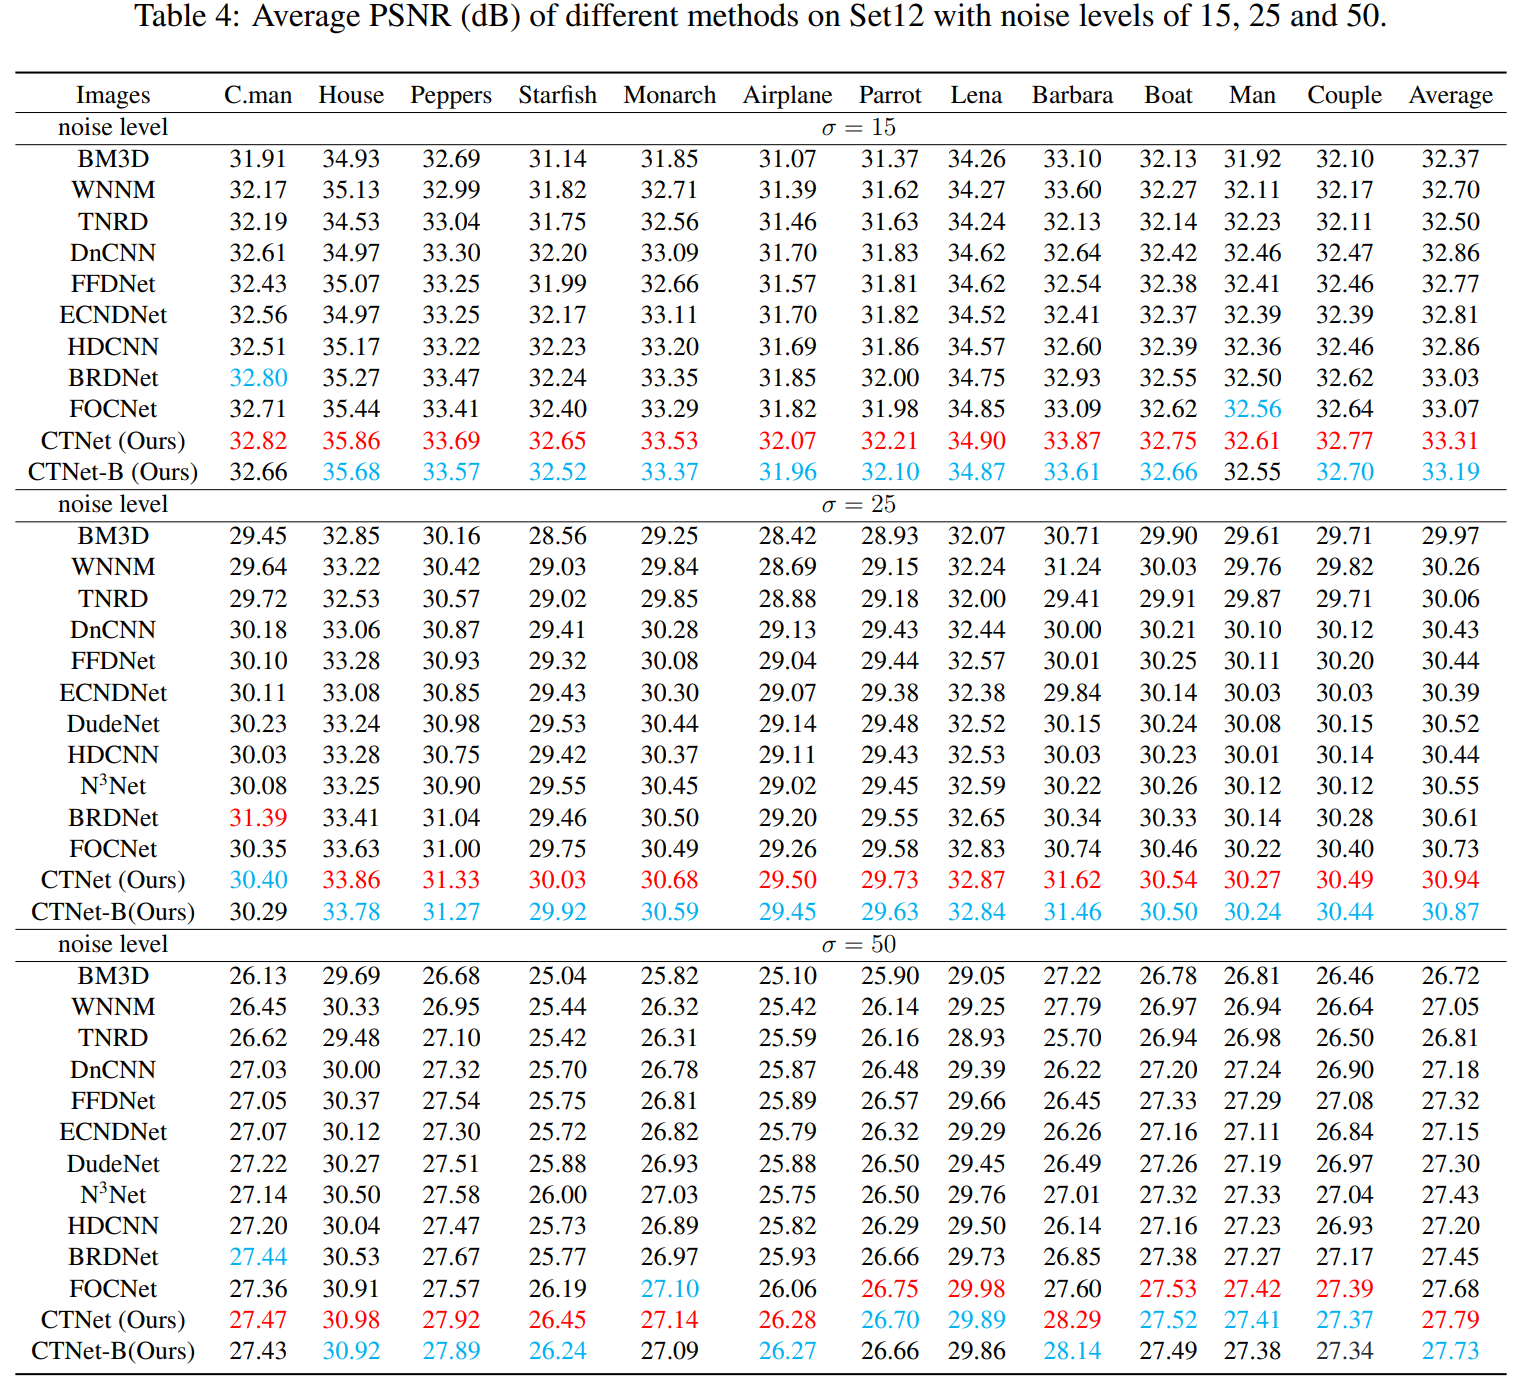 Table 4: Average PSNR (dB) of different methods on Set12 with noise levels of 15, 25 and 50.
Images C.man House Peppers Starfish Monarch Airplane Parrot Lena Barbara Boat Man Couple Average
noise level σ = 15
BM3D 31.91 34.93 32.69 31.14 31.85 31.07 31.37 34.26 33.10 32.13 31.92 32.10 32.37
WNNM 32.17 35.13 32.99 31.82 32.71 31.39 31.62 34.27 33.60 32.27 32.11 32.17 32.70
TNRD 32.19 34.53 33.04 31.75 32.56 31.46 31.63 34.24 32.13 32.14 32.23 32.11 32.50
DnCNN 32.61 34.97 33.30 32.20 33.09 31.70 31.83 34.62 32.64 32.42 32.46 32.47 32.86
FFDNet 32.43 35.07 33.25 31.99 32.66 31.57 31.81 34.62 32.54 32.38 32.41 32.46 32.77
ECNDNet 32.56 34.97 33.25 32.17 33.11 31.70 31.82 34.52 32.41 32.37 32.39 32.39 32.81
HDCNN 32.51 35.17 33.22 32.23 33.20 31.69 31.86 34.57 32.60 32.39 32.36 32.46 32.86
BRDNet 32.80 35.27 33.47 32.24 33.35 31.85 32.00 34.75 32.93 32.55 32.50 32.62 33.03
FOCNet 32.71 35.44 33.41 32.40 33.29 31.82 31.98 34.85 33.09 32.62 32.56 32.64 33.07
CTNet (Ours) 32.82 35.86 33.69 32.65 33.53 32.07 32.21 34.90 33.87 32.75 32.61 32.77 33.31
CTNet-B (Ours) 32.66 35.68 33.57 32.52 33.37 31.96 32.10 34.87 33.61 32.66 32.55 32.70 33.19
noise level σ = 25
BM3D 29.45 32.85 30.16 28.56 29.25 28.42 28.93 32.07 30.71 29.90 29.61 29.71 29.97
WNNM 29.64 33.22 30.42 29.03 29.84 28.69 29.15 32.24 31.24 30.03 29.76 29.82 30.26
TNRD 29.72 32.53 30.57 29.02 29.85 28.88 29.18 32.00 29.41 29.91 29.87 29.71 30.06
DnCNN 30.18 33.06 30.87 29.41 30.28 29.13 29.43 32.44 30.00 30.21 30.10 30.12 30.43
FFDNet 30.10 33.28 30.93 29.32 30.08 29.04 29.44 32.57 30.01 30.25 30.11 30.20 30.44
ECNDNet 30.11 33.08 30.85 29.43 30.30 29.07 29.38 32.38 29.84 30.14 30.03 30.03 30.39
DudeNet 30.23 33.24 30.98 29.53 30.44 29.14 29.48 32.52 30.15 30.24 30.08 30.15 30.52
HDCNN 30.03 33.28 30.75 29.42 30.37 29.11 29.43 32.53 30.03 30.23 30.01 30.14 30.44
N³Net 30.08 33.25 30.90 29.55 30.45 29.02 29.45 32.59 30.22 30.26 30.12 30.12 30.55
BRDNet 31.39 33.41 31.04 29.46 30.50 29.20 29.55 32.65 30.34 30.33 30.14 30.28 30.61
FOCNet 30.35 33.63 31.00 29.75 30.49 29.26 29.58 32.83 30.74 30.46 30.22 30.40 30.73
CTNet (Ours) 30.40 33.86 31.33 30.03 30.68 29.50 29.73 32.87 31.62 30.54 30.27 30.49 30.94
CTNet-B(Ours) 30.29 33.78 31.27 29.92 30.59 29.45 29.63 32.84 31.46 30.50 30.24 30.44 30.87
noise level σ = 50
BM3D 26.13 29.69 26.68 25.04 25.82 25.10 25.90 29.05 27.22 26.78 26.81 26.46 26.72
WNNM 26.45 30.33 26.95 25.44 26.32 25.42 26.14 29.25 27.79 26.97 26.94 26.64 27.05
TNRD 26.62 29.48 27.10 25.42 26.31 25.59 26.16 28.93 25.70 26.94 26.98 26.50 26.81
DnCNN 27.03 30.00 27.32 25.70 26.78 25.87 26.48 29.39 26.22 27.20 27.24 26.90 27.18
FFDNet 27.05 30.37 27.54 25.75 26.81 25.89 26.57 29.66 26.45 27.33 27.29 27.08 27.32
ECNDNet 27.07 30.12 27.30 25.72 26.82 25.79 26.32 29.29 26.26 27.16 27.11 26.84 27.15
DudeNet 27.22 30.27 27.51 25.88 26.93 25.88 26.50 29.45 26.49 27.26 27.19 26.97 27.30
N³Net 27.14 30.50 27.58 26.00 27.03 25.75 26.50 29.76 27.01 27.32 27.33 27.04 27.43
HDCNN 27.20 30.04 27.47 25.73 26.89 25.82 26.29 29.50 26.14 27.16 27.23 26.93 27.20
BRDNet 27.44 30.53 27.67 25.77 26.97 25.93 26.66 29.73 26.85 27.38 27.27 27.17 27.45
FOCNet 27.36 30.91 27.57 26.19 27.10 26.06 26.75 29.98 27.60 27.53 27.42 27.39 27.68
CTNet (Ours) 27.47 30.98 27.92 26.45 27.14 26.28 26.70 29.89 28.29 27.52 27.41 27.37 27.79
CTNet-B(Ours) 27.43 30.92 27.89 26.24 27.09 26.27 26.66 29.86 28.14 27.49 27.38 27.34 27.73